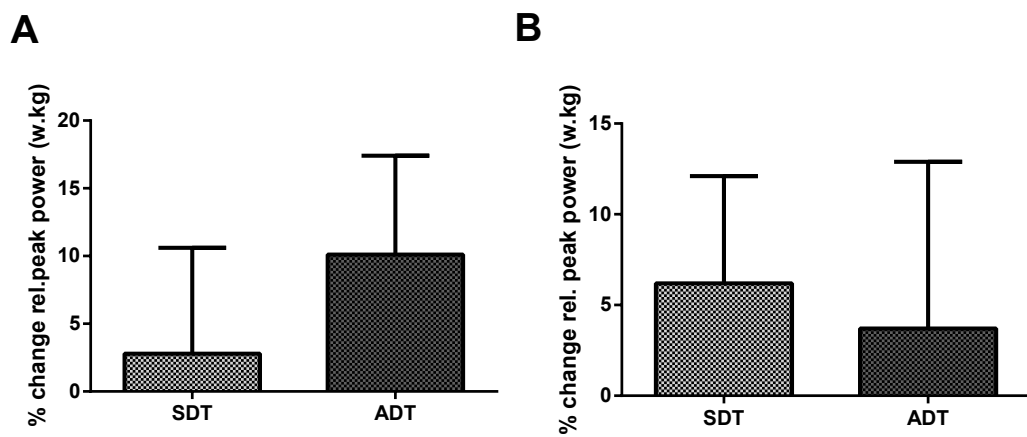 A
% change rel.peak power (w.kg)
20
15
10
5
0
SDT
ADT
B
% change rel. peak power (w.kg)
15
10
5
0
SDT
ADT